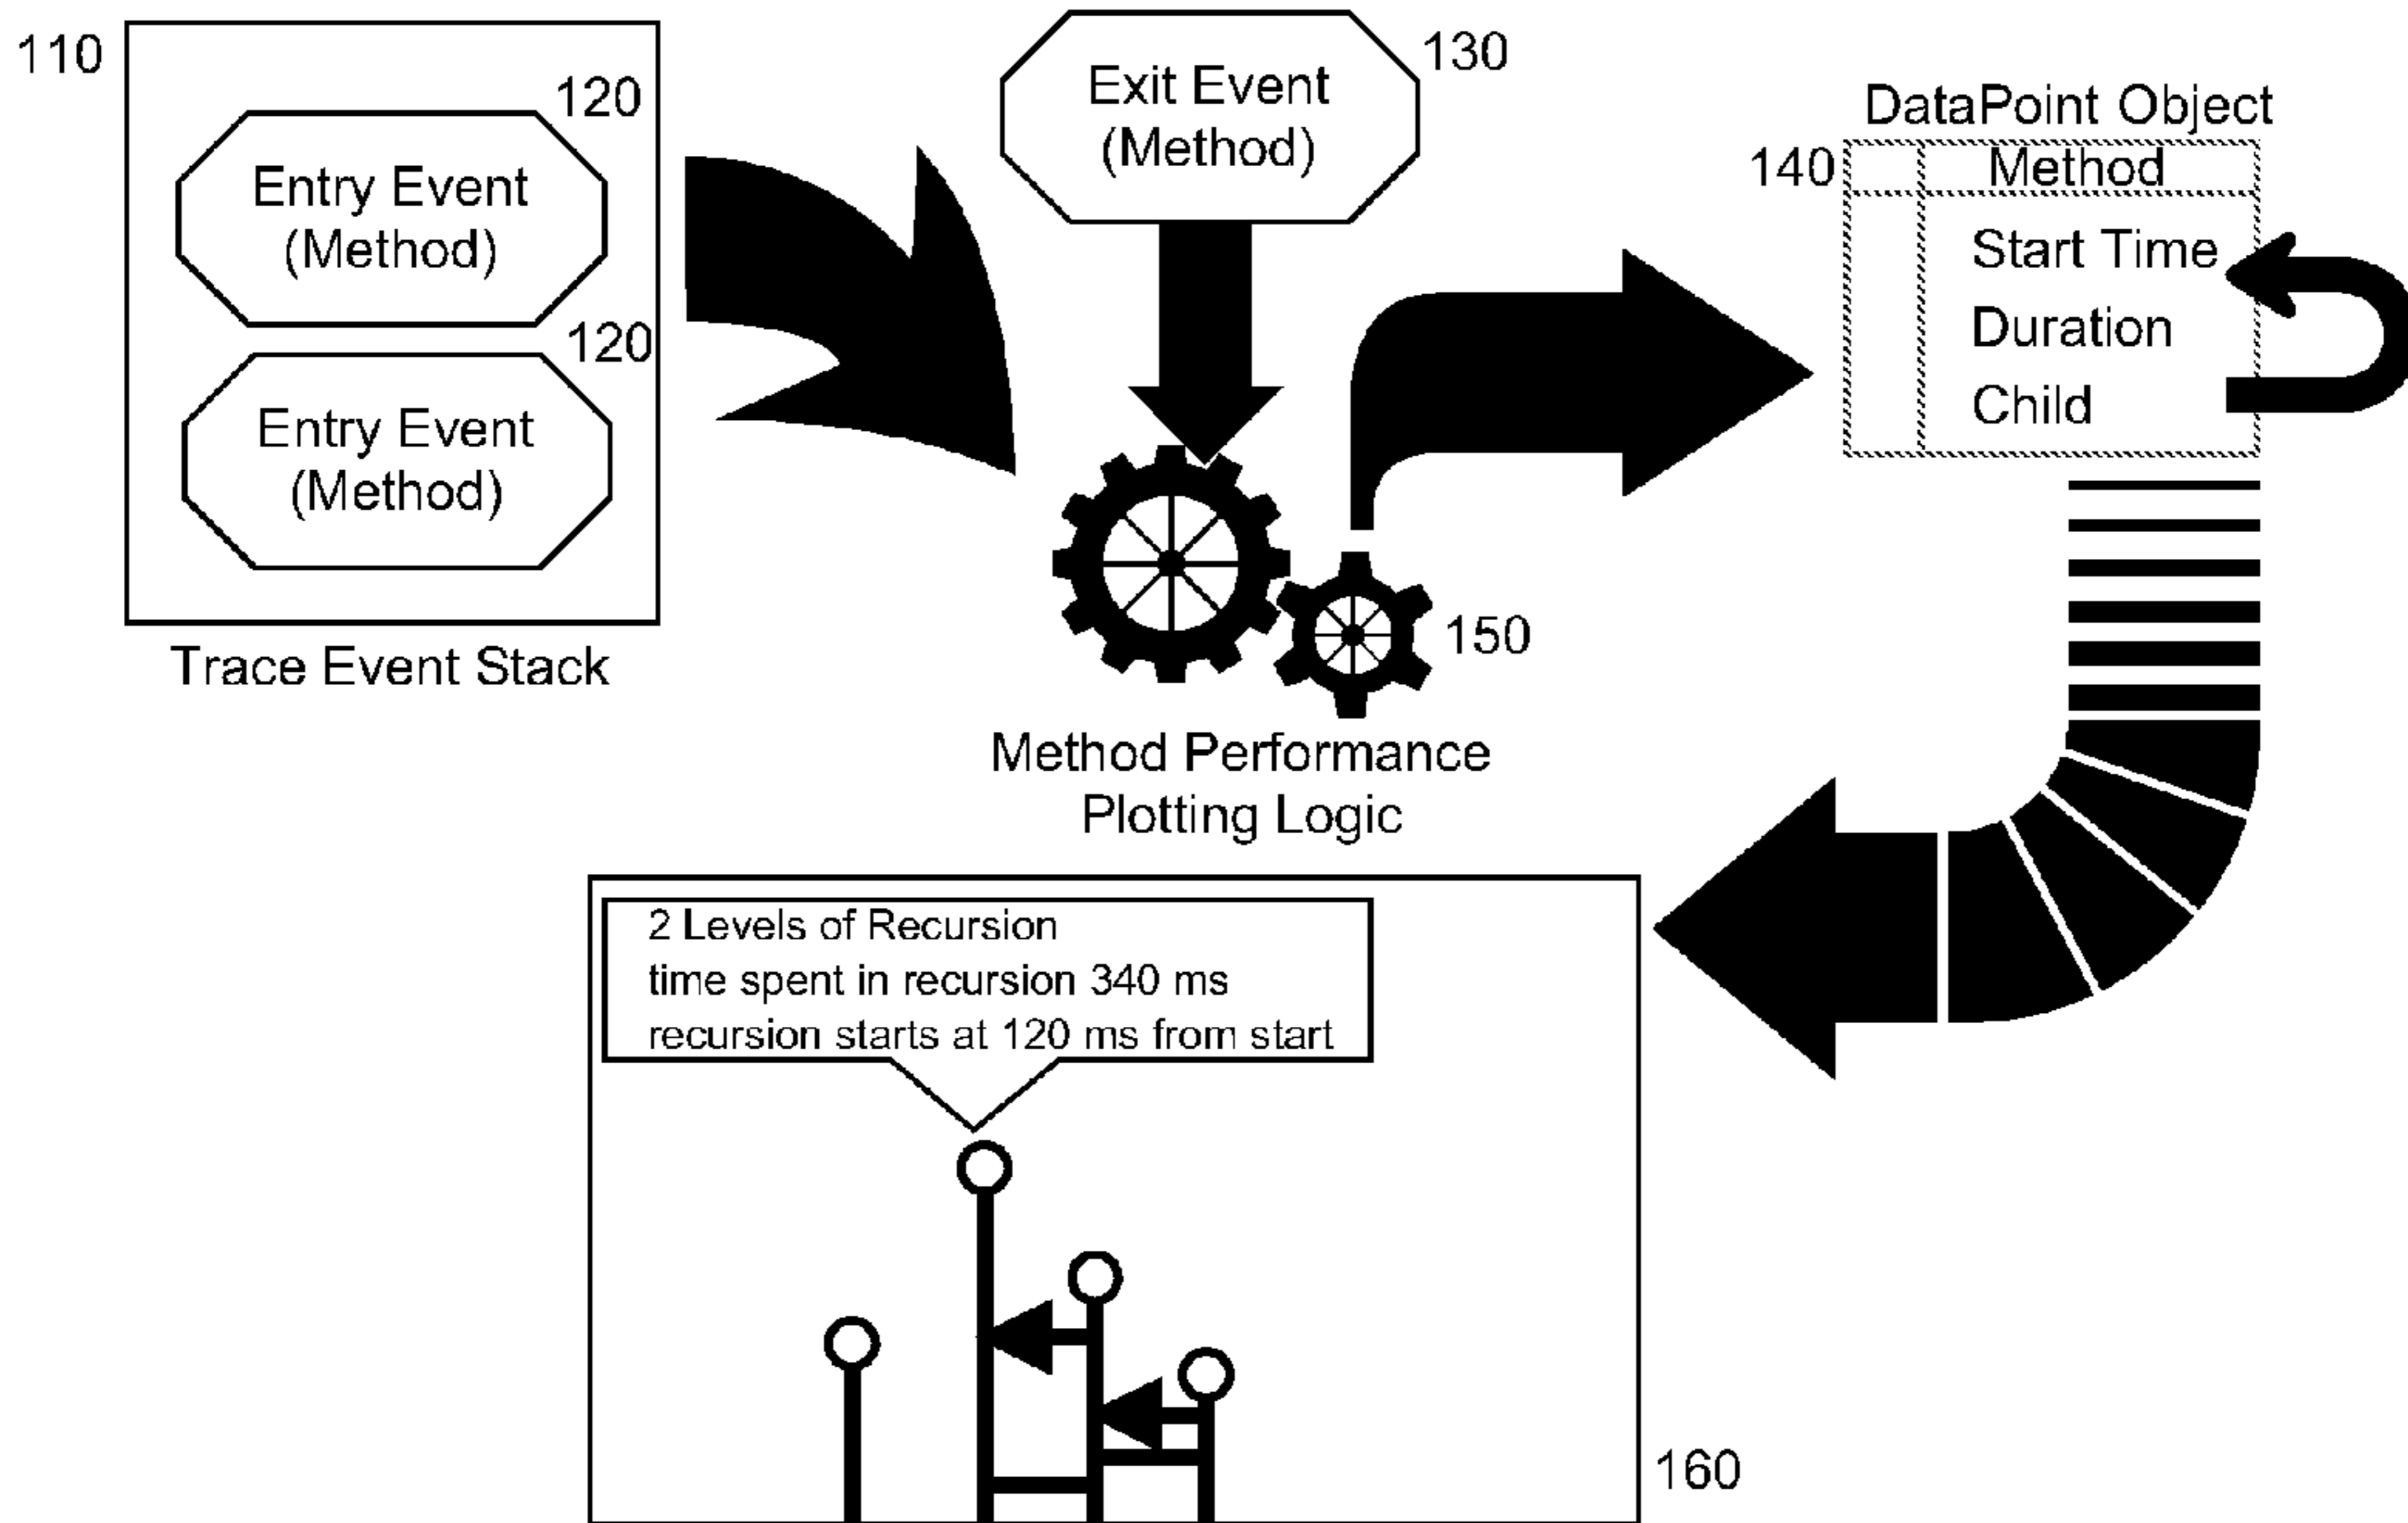 110
120
Entry Event
(Method)
120
Entry Event
(Method)
Trace Event Stack
Exit Event
(Method)
130
DataPoint Object
140
Method
Start Time
Duration
Child
150
Method Performance
Plotting Logic
2 Levels of Recursion
time spent in recursion 340 ms
recursion starts at 120 ms from start
160